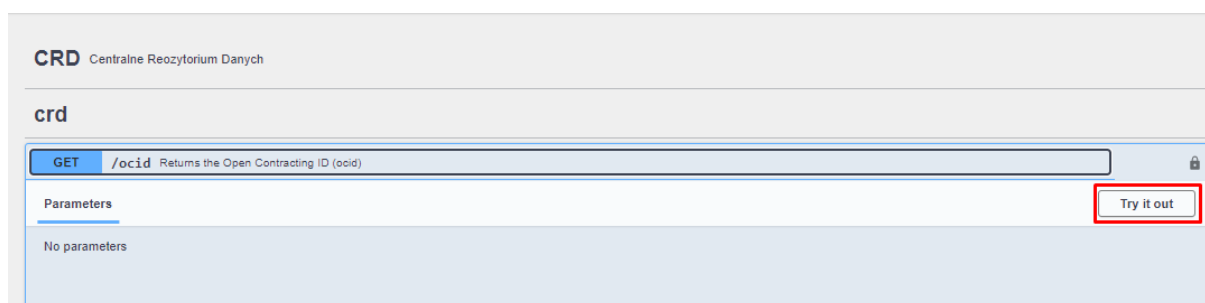 CRD Centralne Reozytorium Danych
crd
GET /ocid Returns the Open Contracting ID (ocid)
Parameters Try it out
No parameters